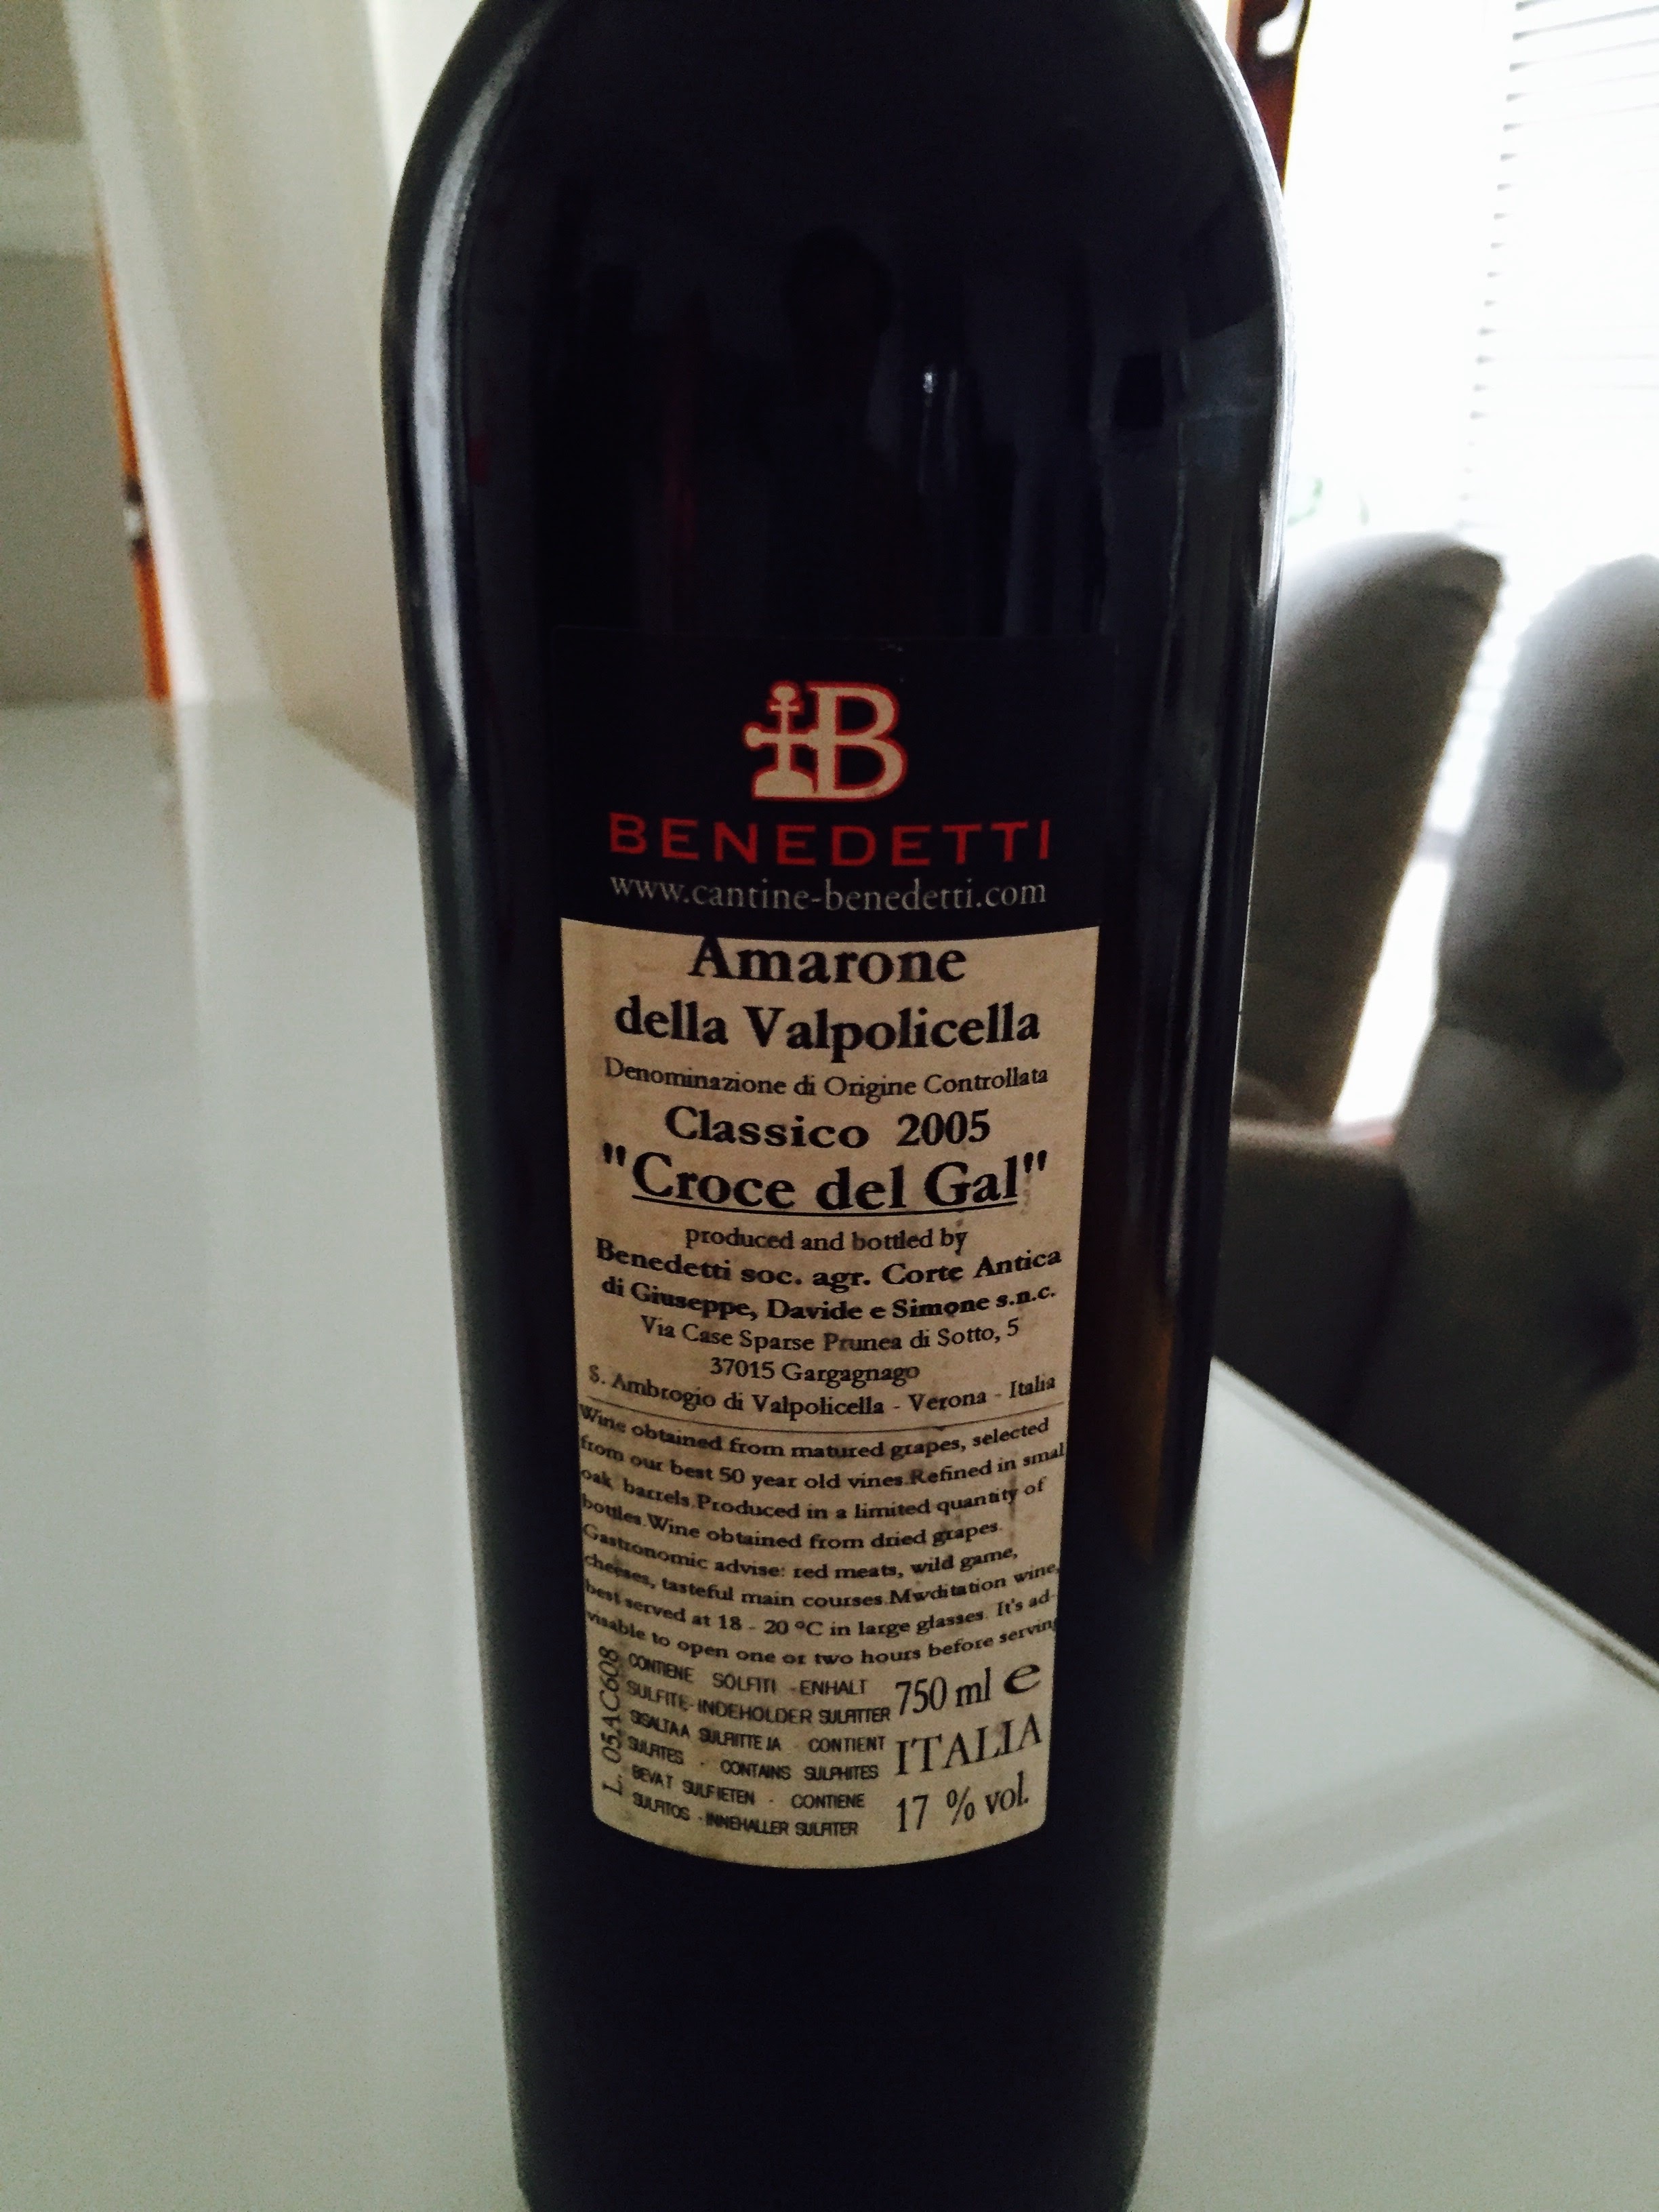 B
BENEDETTI
www.cantine-benedetti.com
Amarone
della Valpolicella
Denominazione di Origine Controllata
Classico 2005
"Croce del Gal"
produced and bottled by
Benedetti soc. agr. Corte Antica
di Giuseppe, Davide e Simone s.n.c.
Via Case Sparse Prunea di Sotto, 5
37015 Gargagnago
S. Ambrogio di Valpolicella - Verona - Italia
Wine obtained from matured grapes, selected
from our best 50 year old vines.Refined in smal
oak barrels.Produced in a limited quantity of
bottles.Wine obtained from dried grapes.
Gastronomic advise: red meats, wild game,
cheeses, tasteful main courses.Mwditation wine,
best served at 18 - 20 °C in large glasses. It's ad-
visable to open one or two hours before serving
L. 05AC608
CONTIENE SOLFITI - ENHALT
SULFITE-INDEHOLDER SULFITTER
SISALTAA SULFIITTEJA - CONTIENT
SULFITES - CONTAINS SULPHITES
BEVAT SULFIETEN - CONTIENE
SULFITOS - INNEHALLER SULFITER
750 ml e
ITALIA
17 % vol.